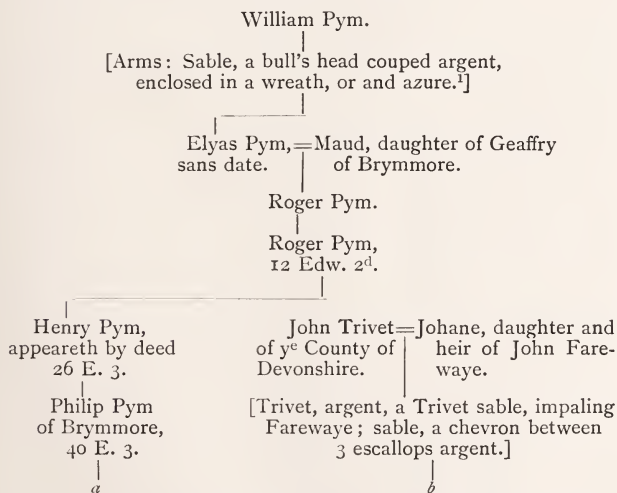 William Pym.
[Arms: Sable, a bull's head couped argent,
enclosed in a wreath, or and azure.¹]
Elyas Pym,=Maud, daughter of Geaffry
sans date. of Brymmore.
Roger Pym.
Roger Pym,
12 Edw. 2ᵈ.
Henry Pym,
appeareth by deed
26 E. 3.
Philip Pym
of Brymmore,
40 E. 3.
a
John Trivet=Johane, daughter and
of yᵉ County of heir of John Fare-
Devonshire. waye.
[Trivet, argent, a Trivet sable, impaling
Farewaye; sable, a chevron between
3 escallops argent.]
b